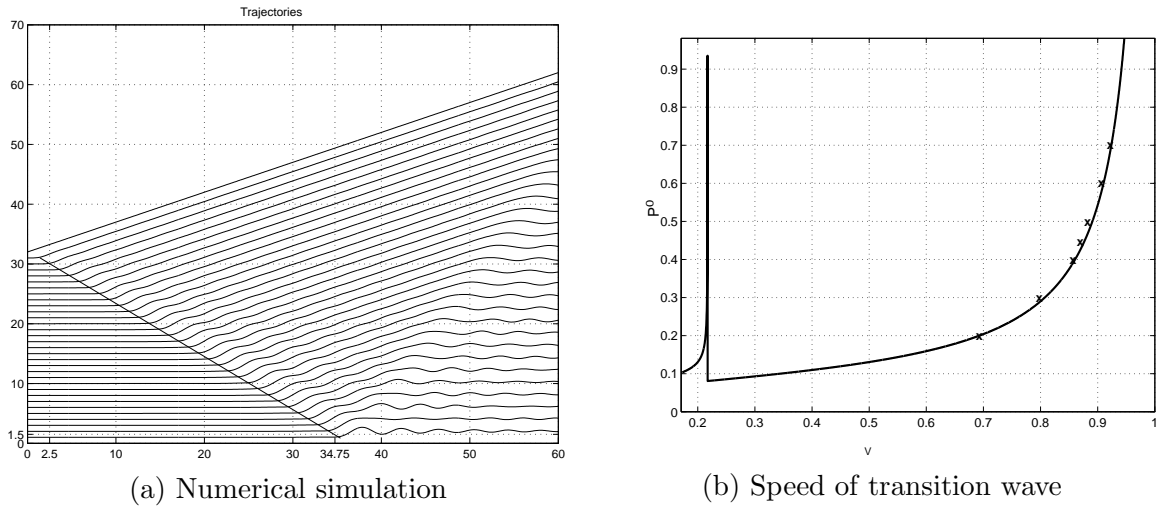 Trajectories
70
60
50
40
30
20
10
1.5
0
0 2.5 10 20 30 34.75 40 50 60
(a) Numerical simulation
0.9
0.8
0.7
0.6
0.5
0.4
0.3
0.2
0.1
0
P⁰
0.2 0.3 0.4 0.5 0.6 0.7 0.8 0.9 1
v
(b) Speed of transition wave